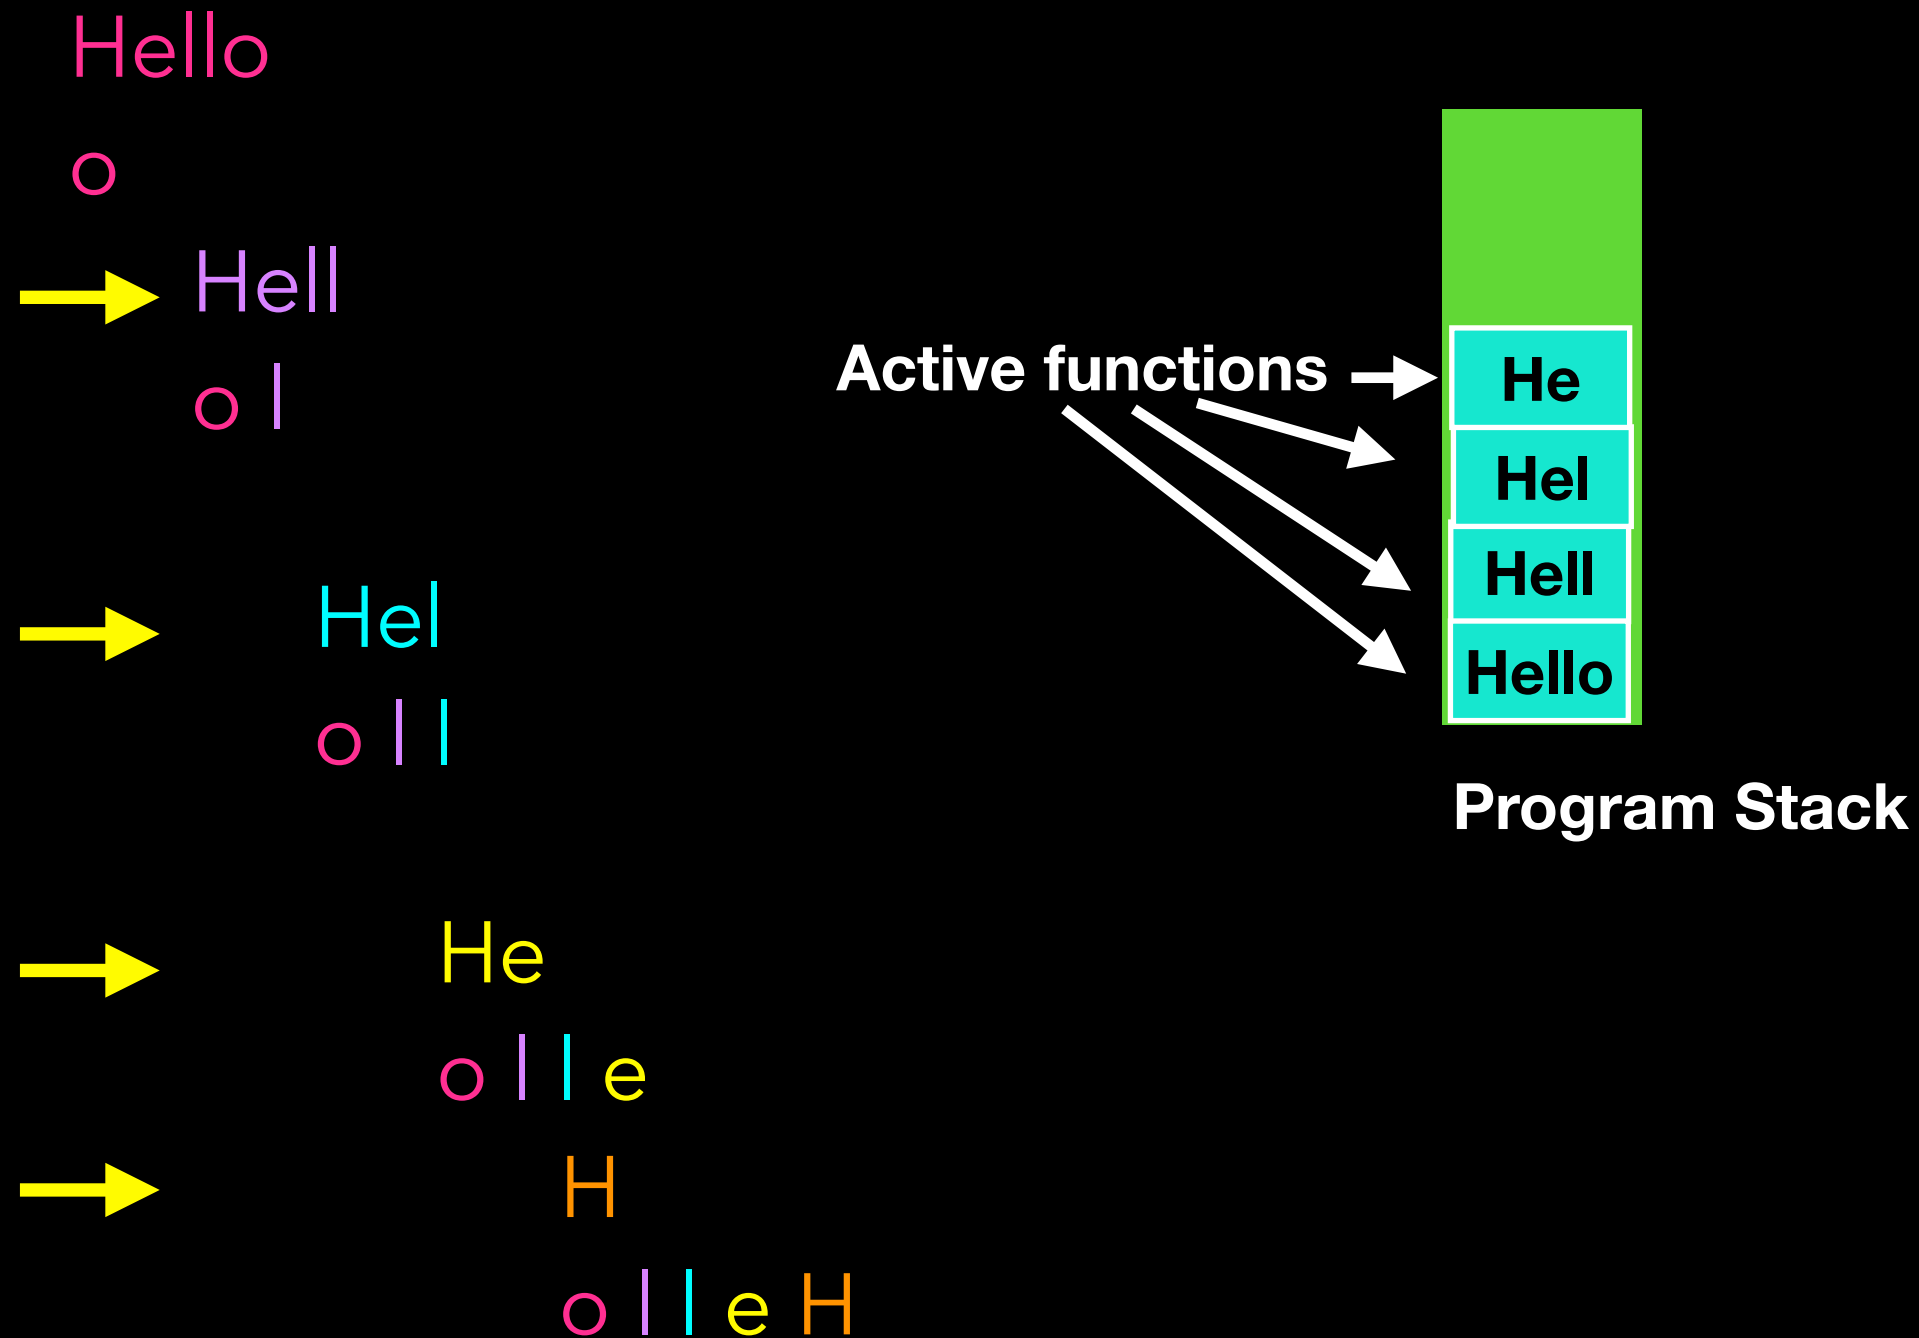 Hello
o
Hell
o l
Hel
o l l
He
o l l e
H
o l l e H
Active functions
He
Hel
Hell
Hello
Program Stack